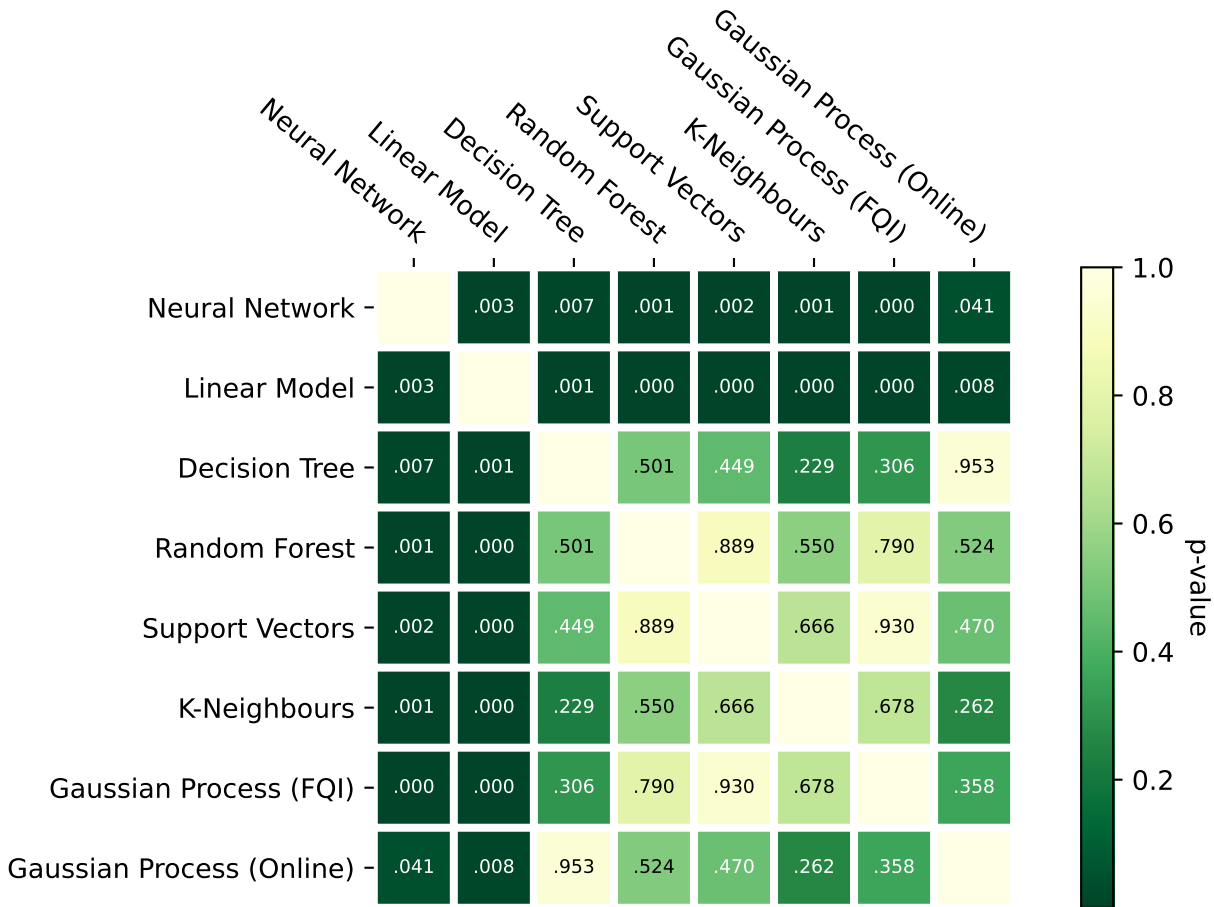 Neural Network
Linear Model
Decision Tree
Random Forest
Support Vectors
K-Neighbours
Gaussian Process (FQI)
Gaussian Process (Online)
Neural Network .003 .007 .001 .002 .001 .000 .041
Linear Model .003 .001 .000 .000 .000 .000 .008
Decision Tree .007 .001 .501 .449 .229 .306 .953
Random Forest .001 .000 .501 .889 .550 .790 .524
Support Vectors .002 .000 .449 .889 .666 .930 .470
K-Neighbours .001 .000 .229 .550 .666 .678 .262
Gaussian Process (FQI) .000 .000 .306 .790 .930 .678 .358
Gaussian Process (Online) .041 .008 .953 .524 .470 .262 .358
1.0
0.8
0.6
0.4
0.2
p-value